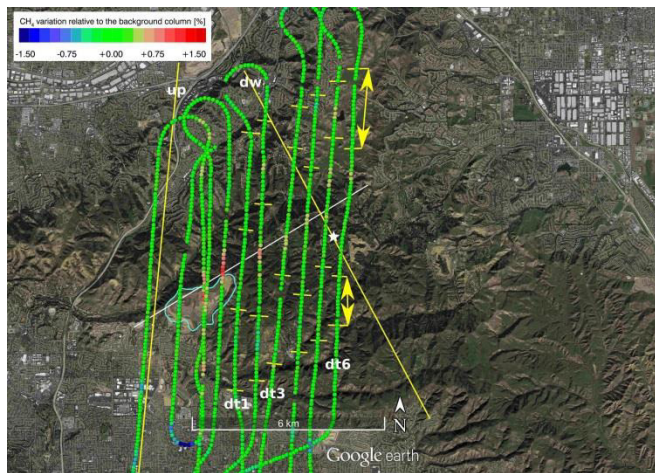 CH₄ variation relative to the background column [%]
-1.50 -0.75 +0.00 +0.75 +1.50
up
dw
dt1
dt3
dt6
6 km
N
Google earth